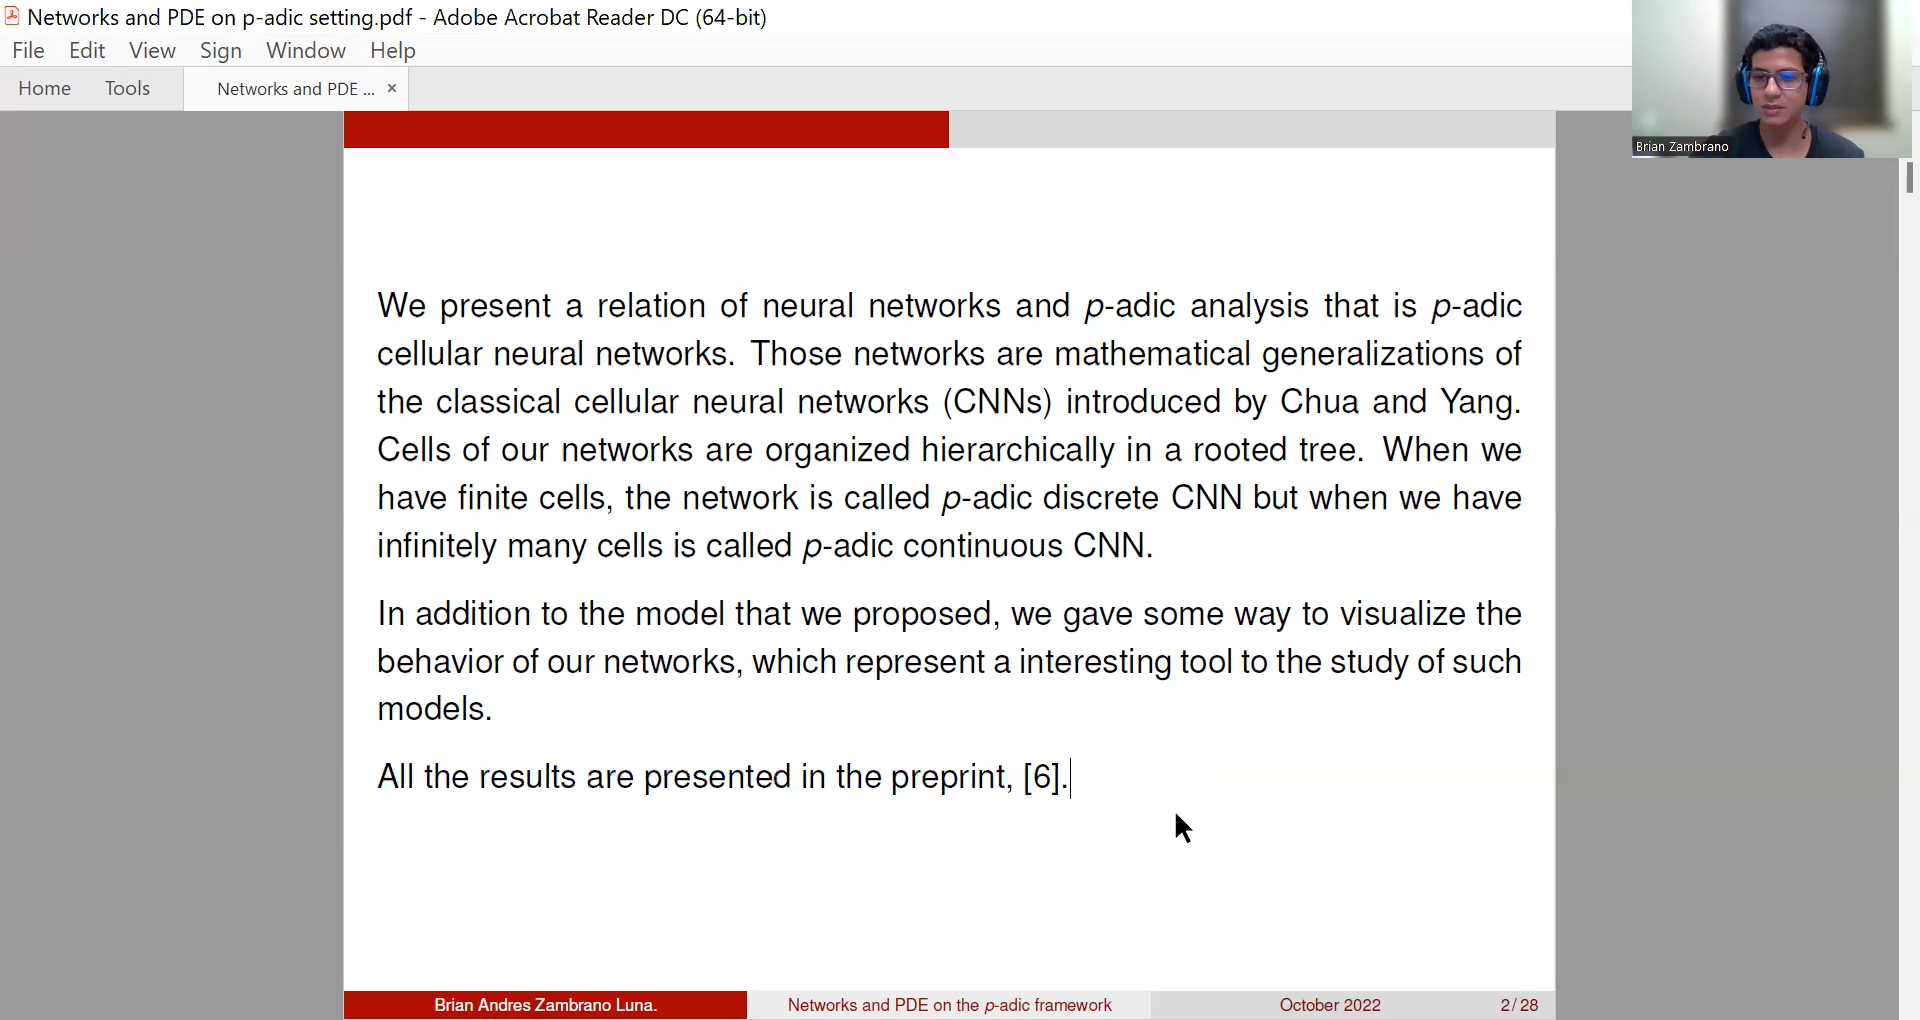 Networks and PDE on p-adic setting.pdf - Adobe Acrobat Reader DC (64-bit)
File Edit View Sign Window Help
Home Tools Networks and PDE ... ×
Brian Zambrano
We present a relation of neural networks and p-adic analysis that is p-adic
cellular neural networks. Those networks are mathematical generalizations of
the classical cellular neural networks (CNNs) introduced by Chua and Yang.
Cells of our networks are organized hierarchically in a rooted tree. When we
have finite cells, the network is called p-adic discrete CNN but when we have
infinitely many cells is called p-adic continuous CNN.
In addition to the model that we proposed, we gave some way to visualize the
behavior of our networks, which represent a interesting tool to the study of such
models.
All the results are presented in the preprint, [6].
Brian Andres Zambrano Luna. Networks and PDE on the p-adic framework October 2022 2/28